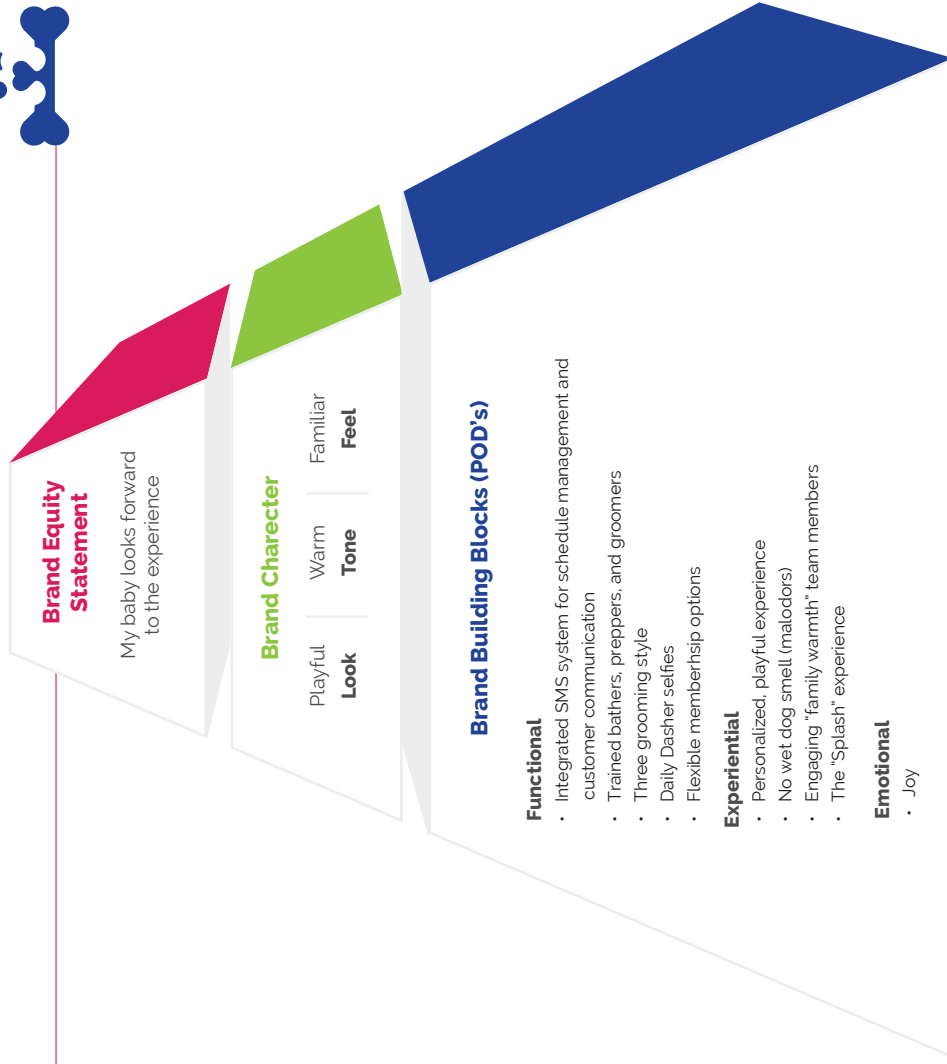 Brand Equity
Statement
My baby looks forward
to the experience
Brand Charecter
Playful
Look
Warm
Tone
Familiar
Feel
Brand Building Blocks (POD's)
Functional
• Integrated SMS system for schedule management and
customer communication
• Trained bathers, preppers, and groomers
• Three grooming style
• Daily Dasher selfies
• Flexible memberhsip options
Experiential
• Personalized, playful experience
• No wet dog smell (malodors)
• Engaging "family warmth" team members
• The "Splash" experience
Emotional
• Joy